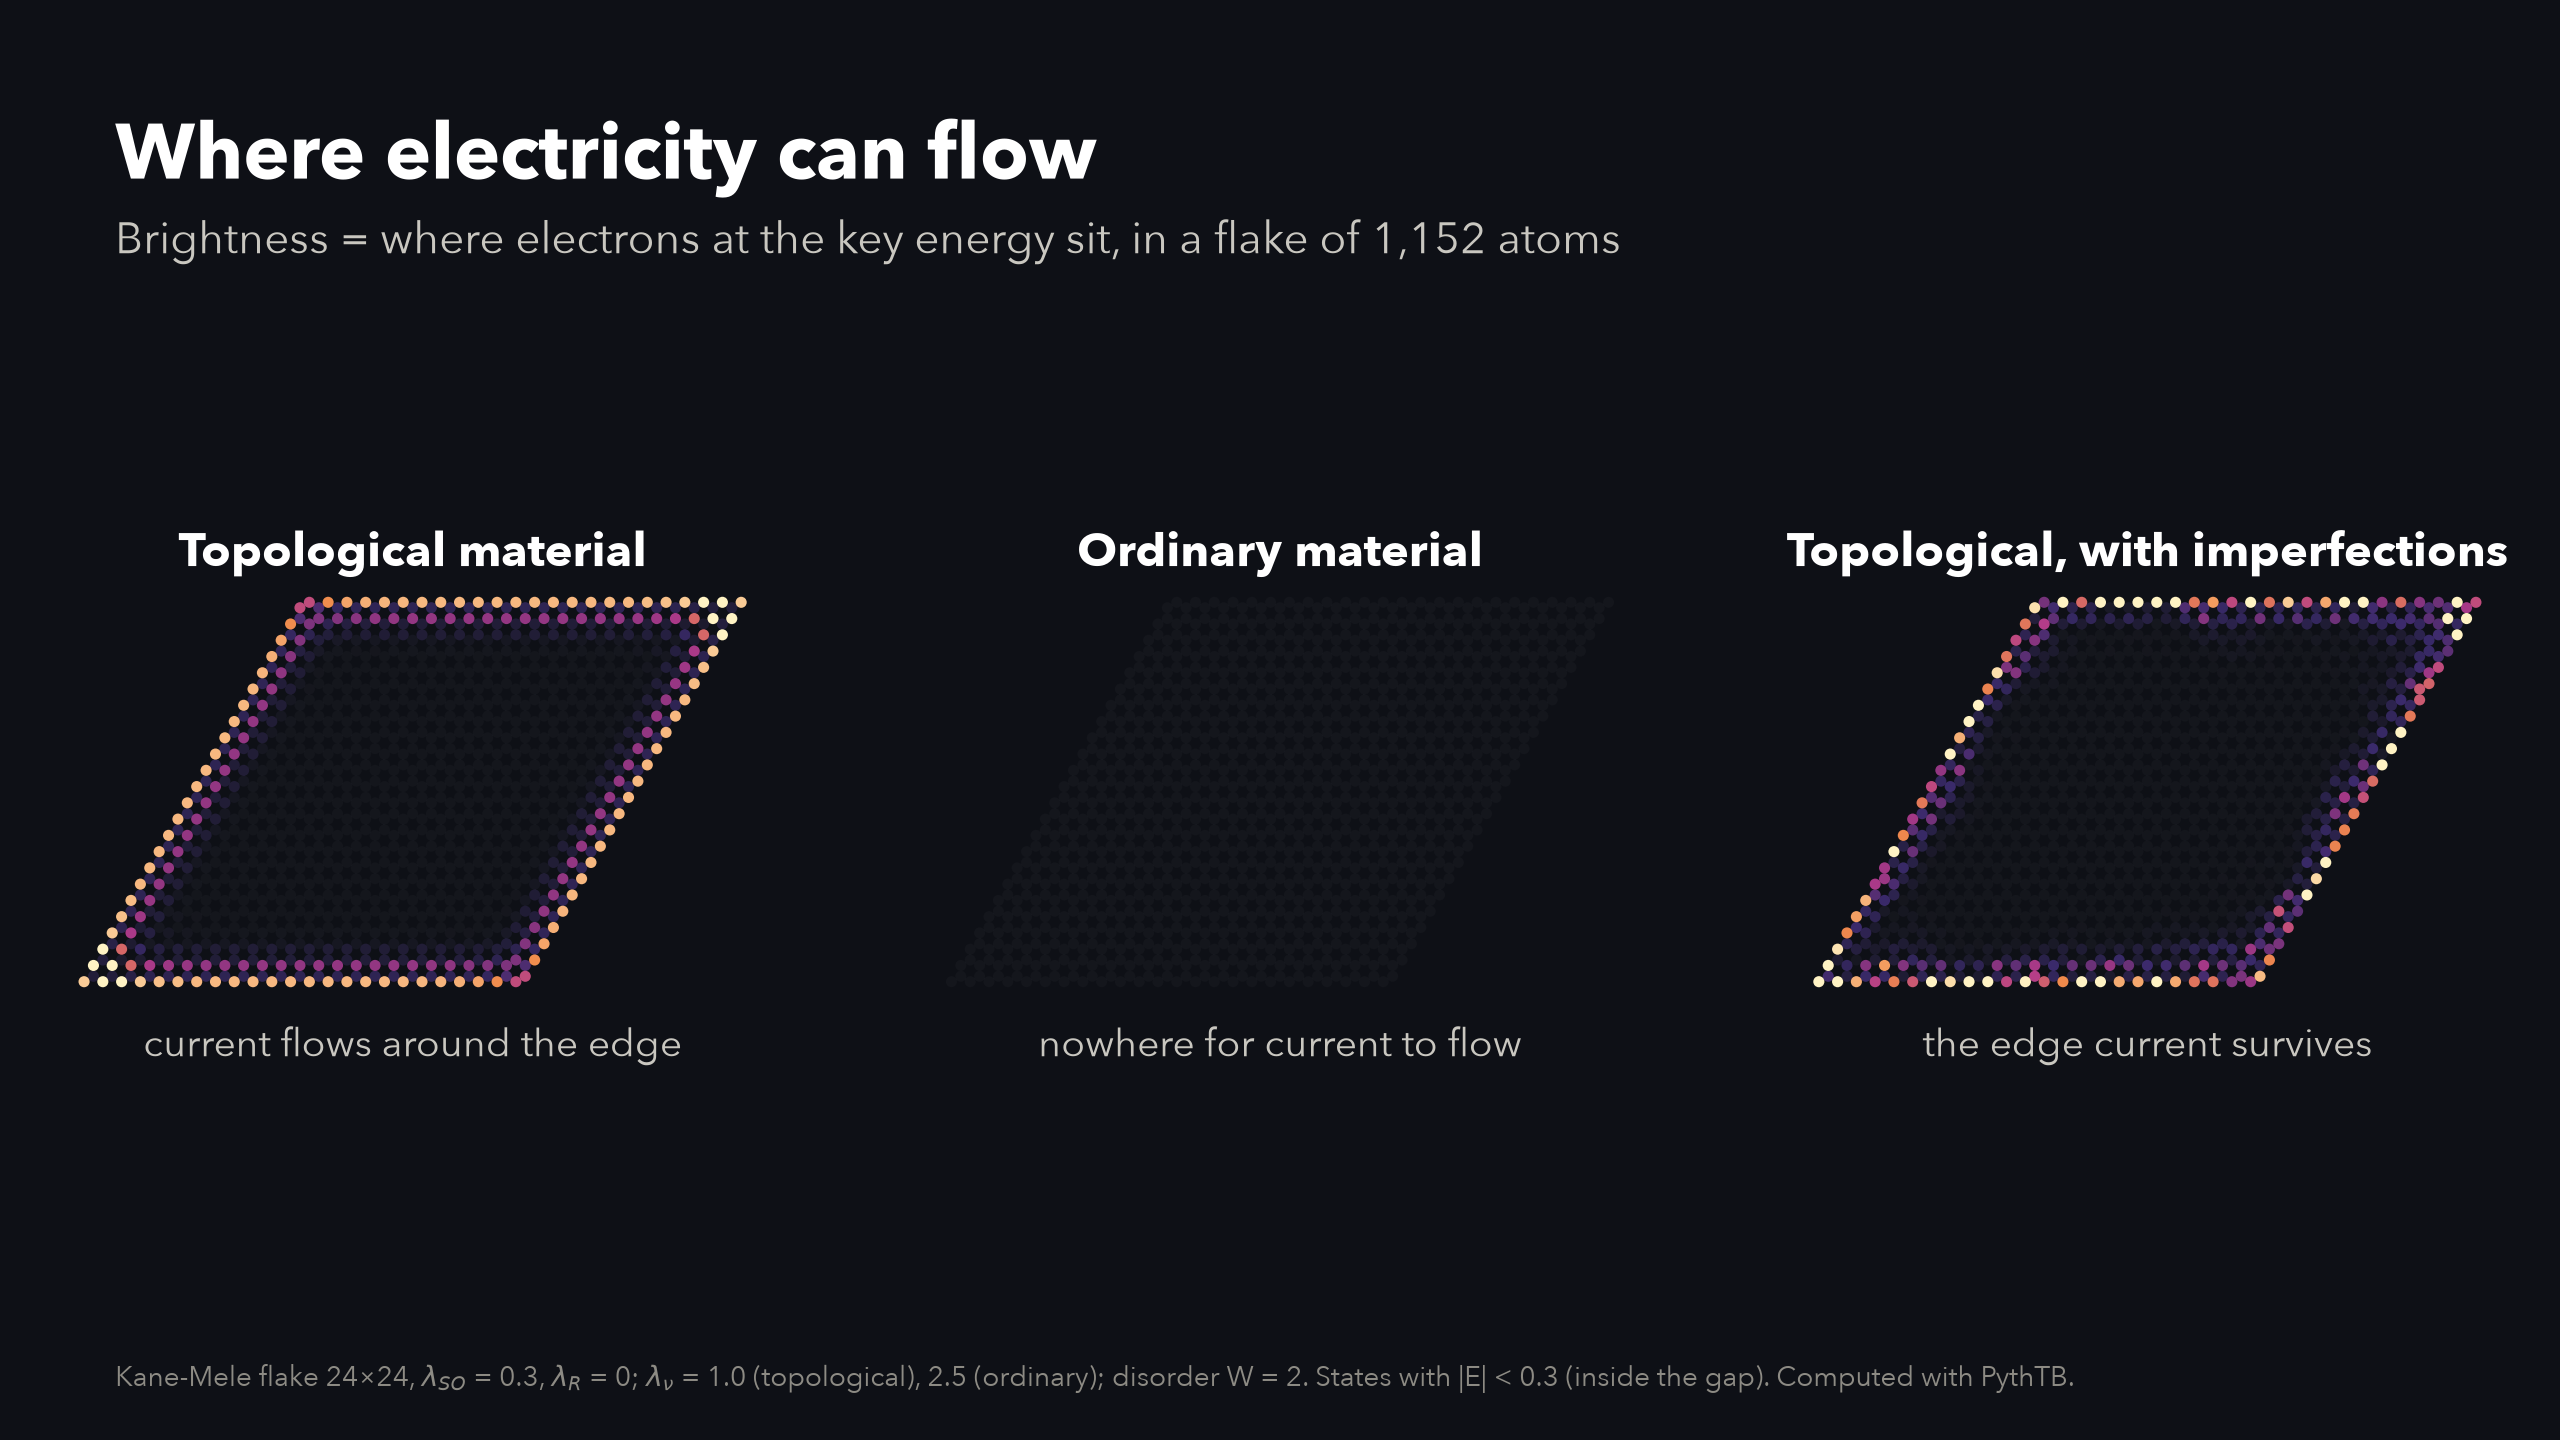 Where electricity can flow
Brightness = where electrons at the key energy sit, in a flake of 1,152 atoms
Topological material
Ordinary material
Topological, with imperfections
current flows around the edge
nowhere for current to flow
the edge current survives
Kane-Mele flake 24×24, λSO = 0.3, λR = 0; λν = 1.0 (topological), 2.5 (ordinary); disorder W = 2. States with |E| < 0.3 (inside the gap). Computed with PythTB.